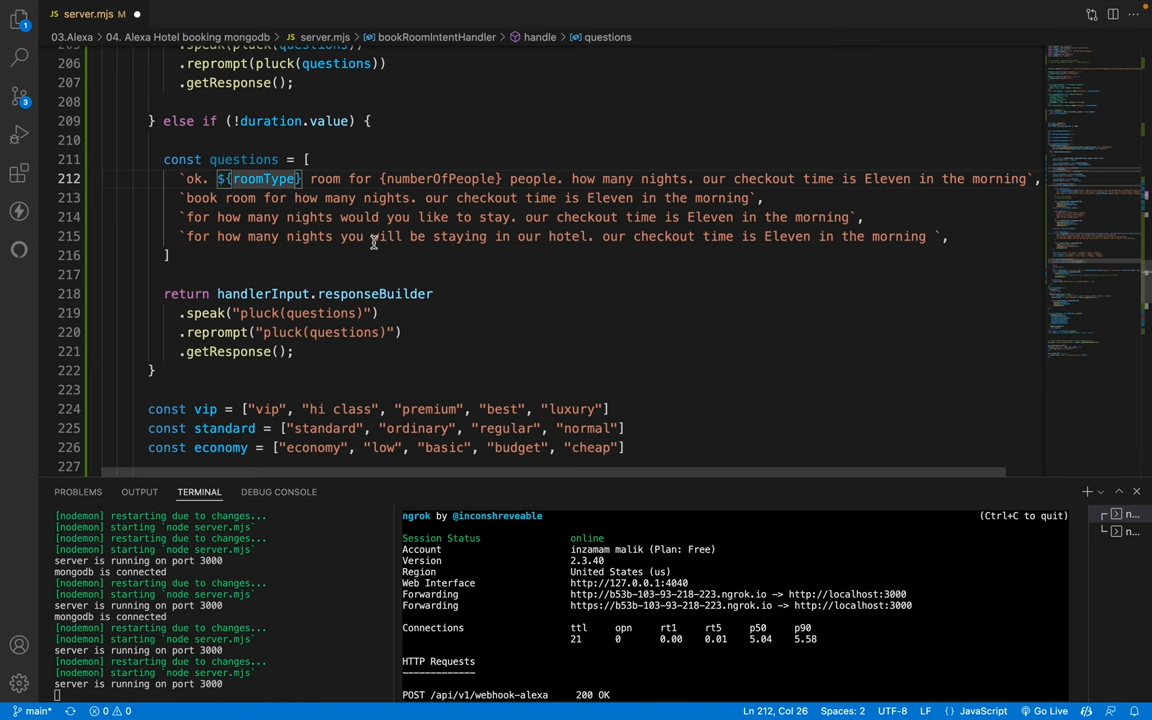 server.mjs M
03.Alexa > 04. Alexa Hotel booking mongodb > server.mjs > bookRoomIntentHandler > handle > questions
205 .speak(pluck(questions))
206 .reprompt(pluck(questions))
207 .getResponse();
208
209 } else if (!duration.value) {
210
211 const questions = [
212 `ok. ${roomType} room for {numberOfPeople} people. how many nights. our checkout time is Eleven in the morning`,
213 `book room for how many nights. our checkout time is Eleven in the morning`,
214 `for how many nights would you like to stay. our checkout time is Eleven in the morning`,
215 `for how many nights you will be staying in our hotel. our checkout time is Eleven in the morning `,
216 ]
217
218 return handlerInput.responseBuilder
219 .speak("pluck(questions)")
220 .reprompt("pluck(questions)")
221 .getResponse();
222 }
223
224 const vip = ["vip", "hi class", "premium", "best", "luxury"]
225 const standard = ["standard", "ordinary", "regular", "normal"]
226 const economy = ["economy", "low", "basic", "budget", "cheap"]
227
PROBLEMS OUTPUT TERMINAL DEBUG CONSOLE
[nodemon] restarting due to changes...
[nodemon] starting `node server.mjs`
[nodemon] restarting due to changes...
[nodemon] starting `node server.mjs`
server is running on port 3000
mongodb is connected
[nodemon] restarting due to changes...
[nodemon] starting `node server.mjs`
server is running on port 3000
mongodb is connected
[nodemon] restarting due to changes...
[nodemon] starting `node server.mjs`
server is running on port 3000
[nodemon] restarting due to changes...
[nodemon] starting `node server.mjs`
server is running on port 3000
ngrok by @inconshreveable (Ctrl+C to quit)
Session Status online
Account inzamam malik (Plan: Free)
Version 2.3.40
Region United States (us)
Web Interface http://127.0.0.1:4040
Forwarding http://b53b-103-93-218-223.ngrok.io -> http://localhost:3000
Forwarding https://b53b-103-93-218-223.ngrok.io -> http://localhost:3000
Connections ttl opn rt1 rt5 p50 p90
21 0 0.00 0.01 5.04 5.58
HTTP Requests
-------------
POST /api/v1/webhook-alexa 200 OK
n...
n...
main* 0 0 Ln 212, Col 26 Spaces: 2 UTF-8 LF {} JavaScript Go Live